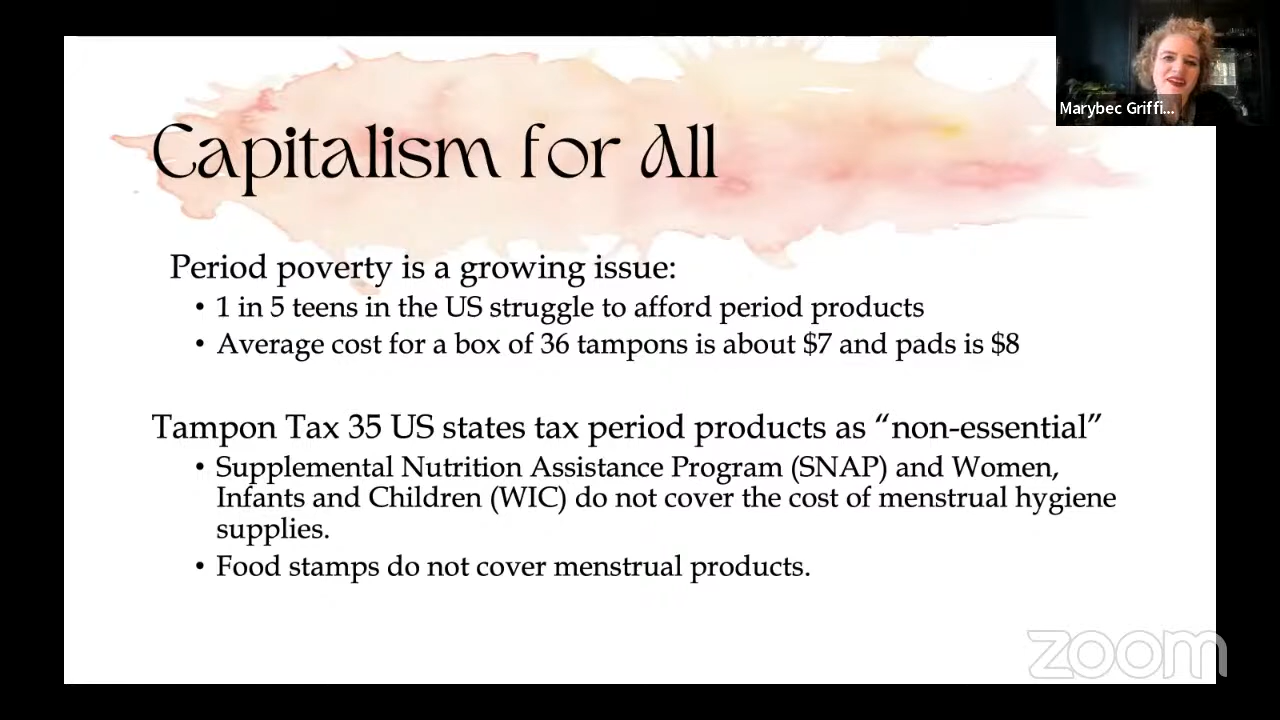 Marybec Griffi...
Capitalism for All
Period poverty is a growing issue:
• 1 in 5 teens in the US struggle to afford period products
• Average cost for a box of 36 tampons is about $7 and pads is $8
Tampon Tax 35 US states tax period products as “non-essential”
• Supplemental Nutrition Assistance Program (SNAP) and Women,
Infants and Children (WIC) do not cover the cost of menstrual hygiene
supplies.
• Food stamps do not cover menstrual products.
zoom